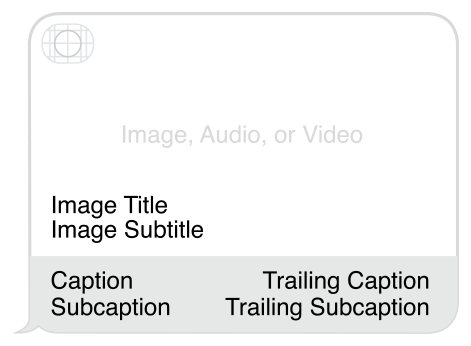 Image, Audio, or Video
Image Title
Image Subtitle
Caption Trailing Caption
Subcaption Trailing Subcaption